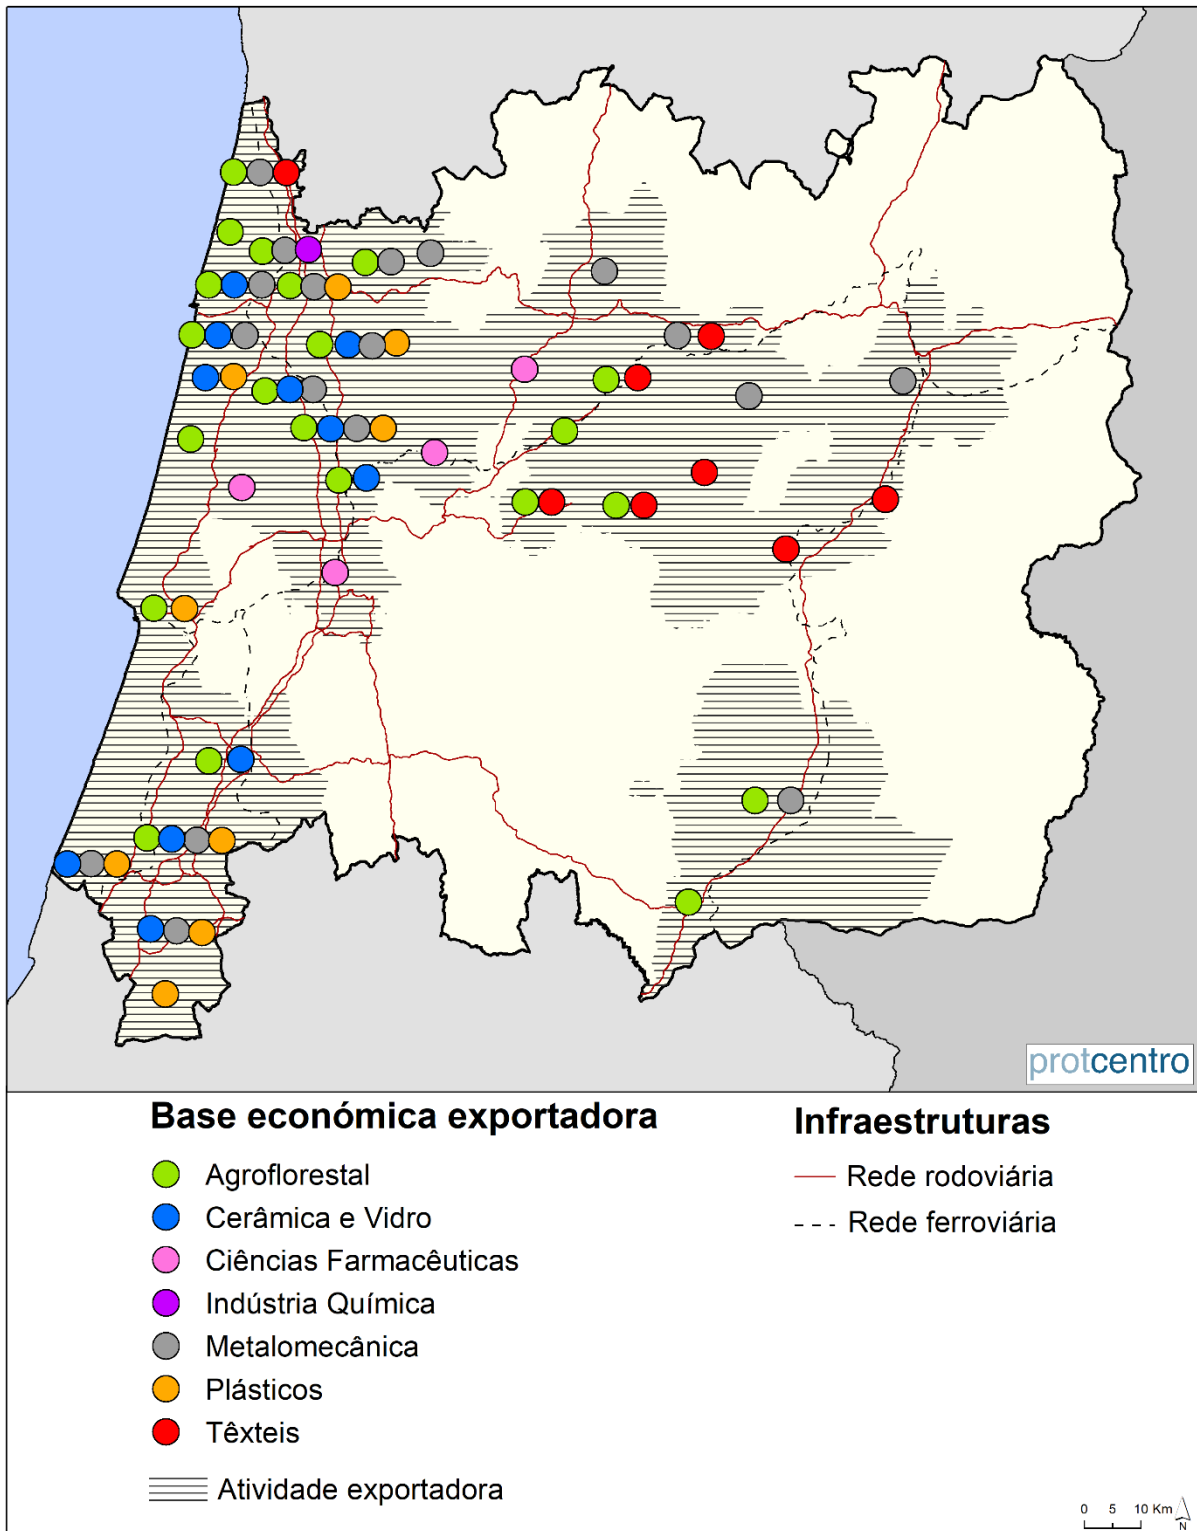 protcentro
Base económica exportadora
Agroflorestal
Cerâmica e Vidro
Ciências Farmacêuticas
Indústria Química
Metalomecânica
Plásticos
Têxteis
Atividade exportadora
Infraestruturas
Rede rodoviária
Rede ferroviária
0 5 10 Km
N